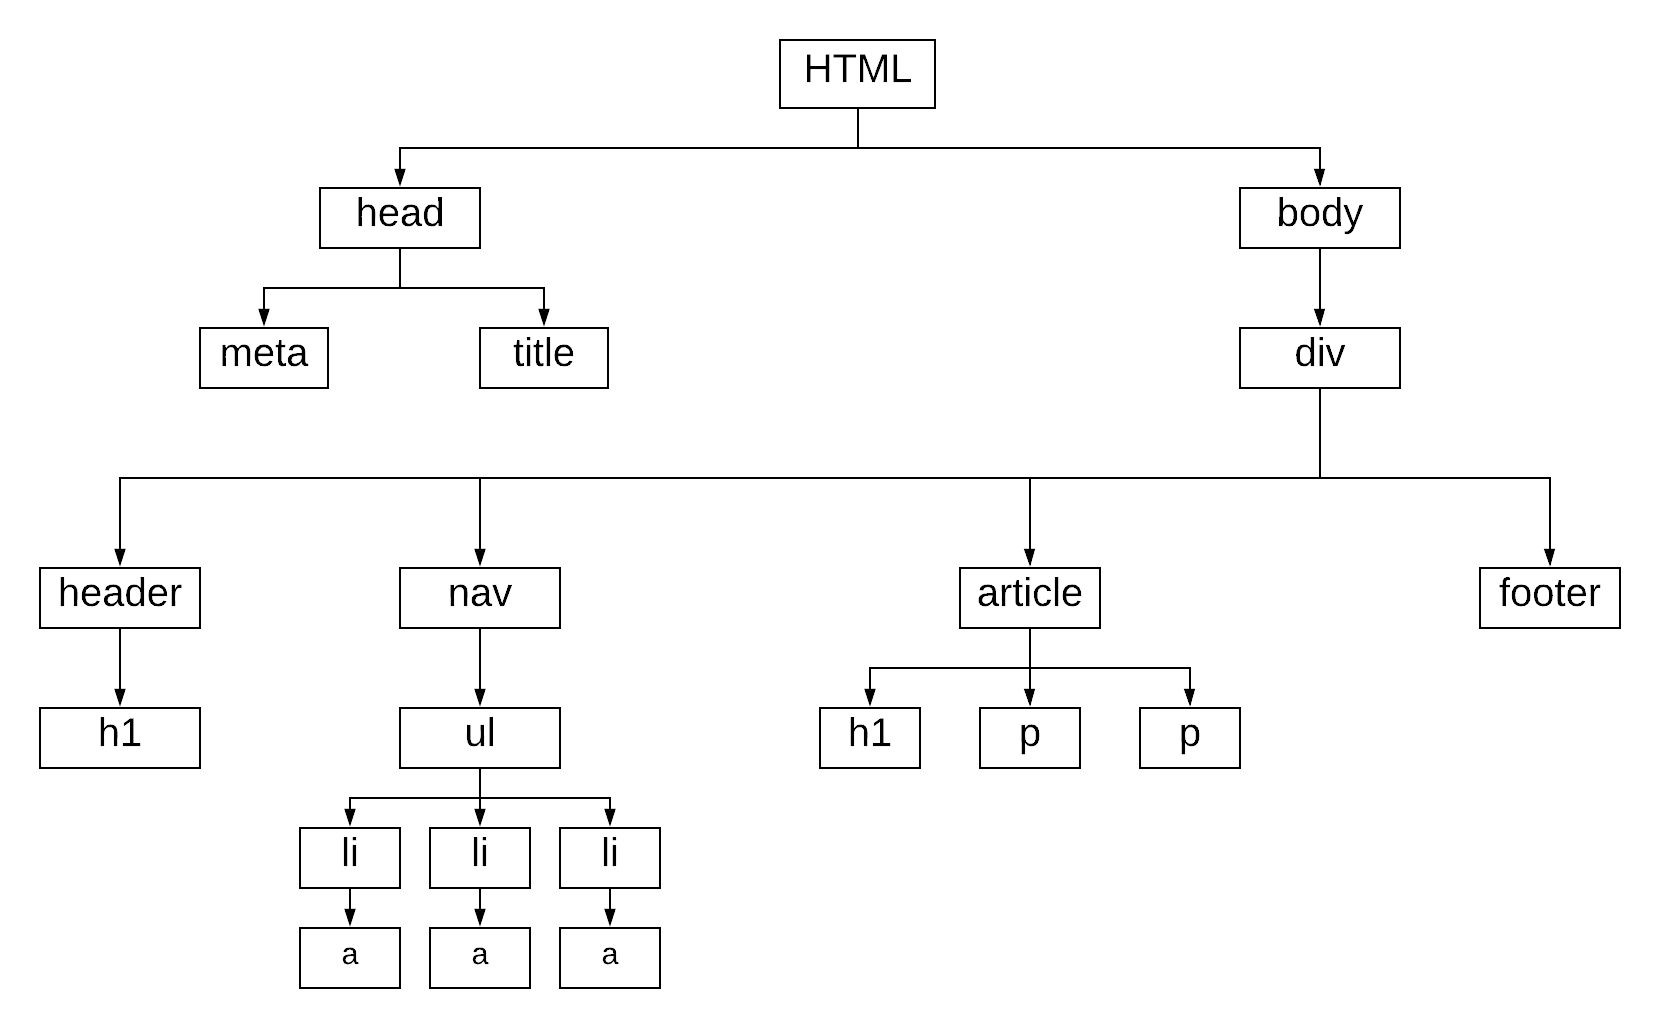 HTML
head
body
meta
title
div
header
nav
article
footer
h1
ul
h1
p
p
li
li
li
a
a
a